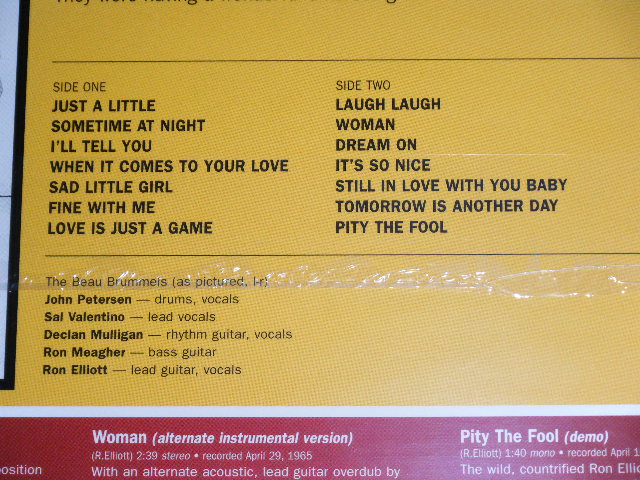 SIDE ONE
JUST A LITTLE
SOMETIME AT NIGHT
I'LL TELL YOU
WHEN IT COMES TO YOUR LOVE
SAD LITTLE GIRL
FINE WITH ME
LOVE IS JUST A GAME
SIDE TWO
LAUGH LAUGH
WOMAN
DREAM ON
IT'S SO NICE
STILL IN LOVE WITH YOU BABY
TOMORROW IS ANOTHER DAY
PITY THE FOOL
The Beau Brummels (as pictured, l-r)
John Petersen — drums, vocals
Sal Valentino — lead vocals
Declan Mulligan — rhythm guitar, vocals
Ron Meagher — bass guitar
Ron Elliott — lead guitar, vocals
position
Woman (alternate instrumental version)
(R.Elliott) 2:39 stereo • recorded April 29, 1965
With an alternate acoustic, lead guitar overdub by
Pity The Fool (demo)
(R.Elliott) 1:40 mono • recorded April 1
The wild, countrified Ron Ellio